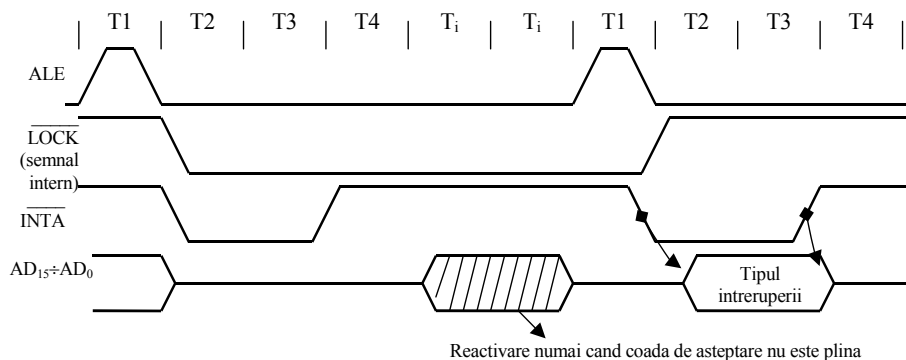 T1 T2 T3 T4 Ti Ti T1 T2 T3 T4
ALE
LOCK
(semnal
intern)
INTA
AD15÷AD0
Tipul
intreruperii
Reactivare numai cand coada de asteptare nu este plina